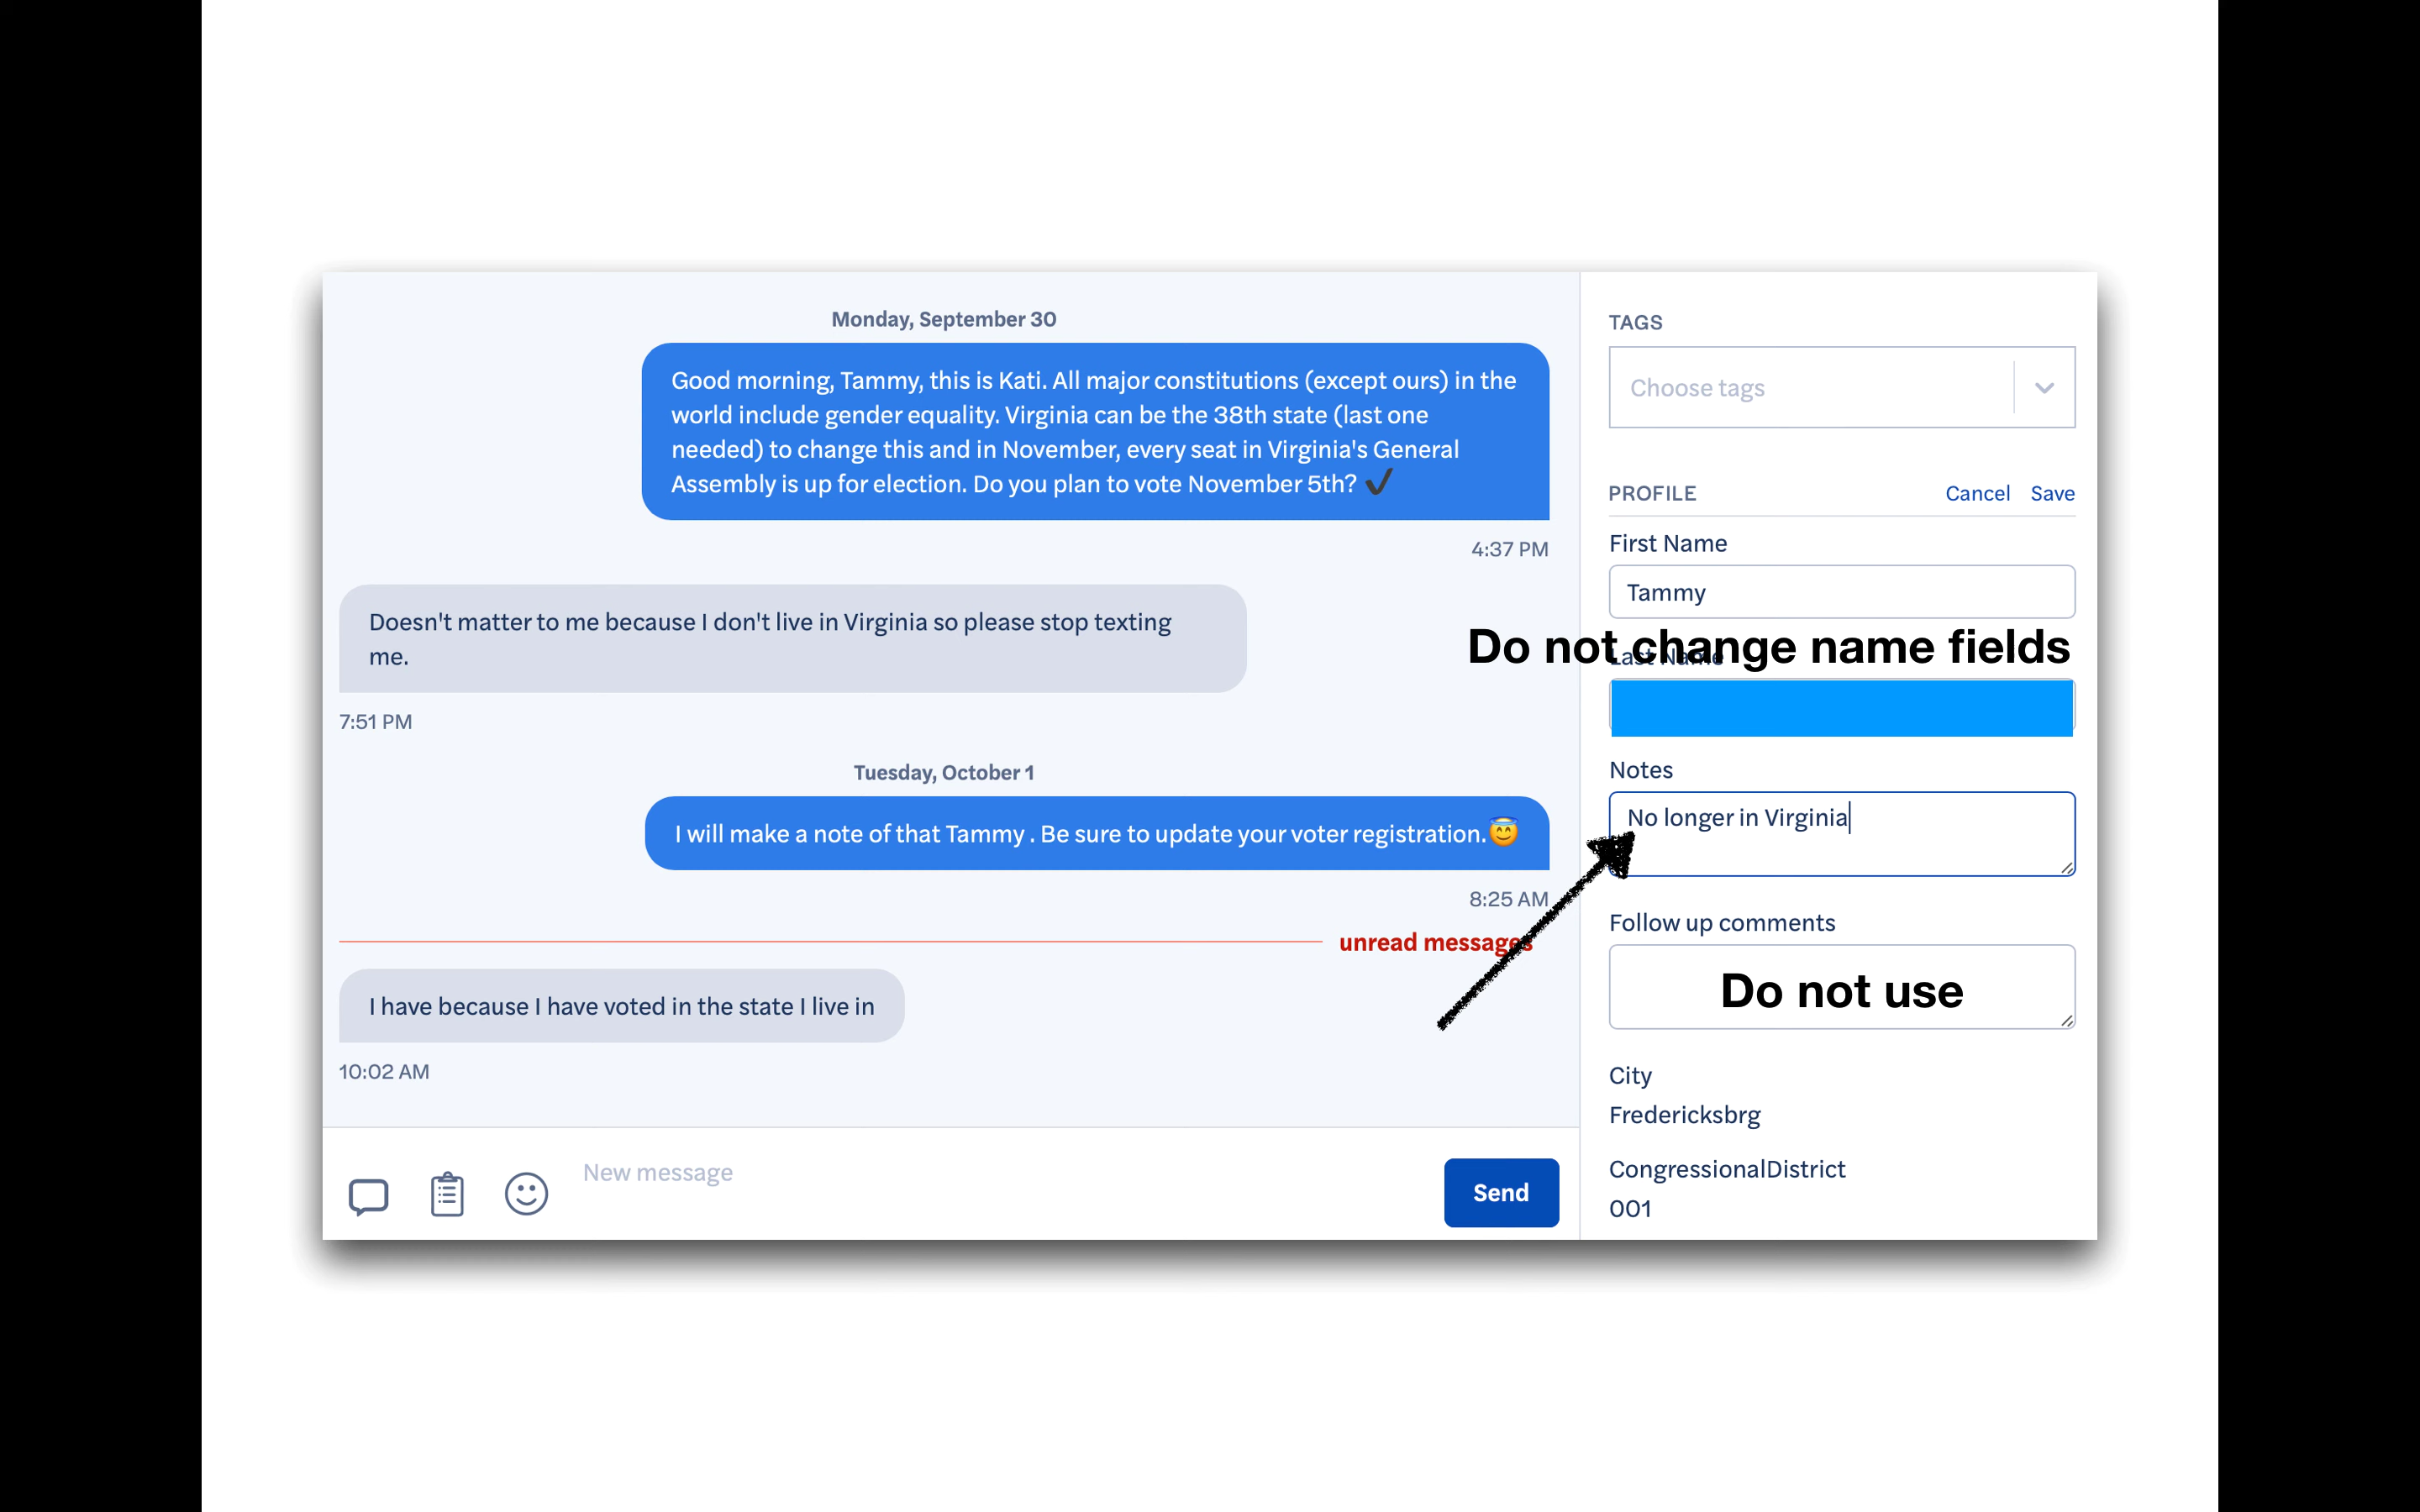 Monday, September 30
Good morning, Tammy, this is Kati. All major constitutions (except ours) in the
world include gender equality. Virginia can be the 38th state (last one
needed) to change this and in November, every seat in Virginia's General
Assembly is up for election. Do you plan to vote November 5th? ✔
4:37 PM
Doesn't matter to me because I don't live in Virginia so please stop texting
me.
7:51 PM
Tuesday, October 1
I will make a note of that Tammy . Be sure to update your voter registration.😇
8:25 AM
unread messages
I have because I have voted in the state I live in
10:02 AM
New message
Send
TAGS
Choose tags
PROFILE Cancel Save
First Name
Tammy
Do not change name fields
Last Name
Notes
No longer in Virginia
Follow up comments
Do not use
City
Fredericksbrg
CongressionalDistrict
001